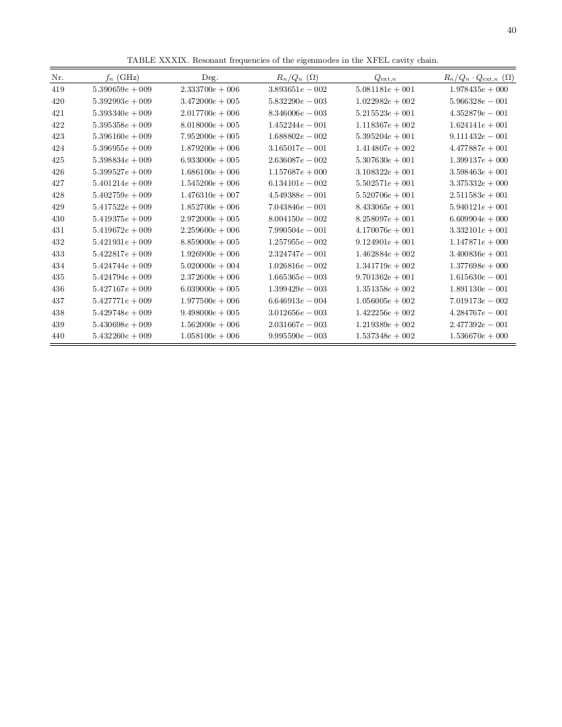 40
TABLE XXXIX. Resonant frequencies of the eigenmodes in the XFEL cavity chain.
Nr. fₙ (GHz) Deg. Rₙ/Qₙ (Ω) Qₑₓₜ,ₙ Rₙ/Qₙ · Qₑₓₜ,ₙ (Ω)
419 5.390659e + 009 2.333700e + 006 3.893651e − 002 5.081181e + 001 1.978435e + 000
420 5.392993e + 009 3.472000e + 005 5.832290e − 003 1.022982e + 002 5.966328e − 001
421 5.393340e + 009 2.017700e + 006 8.346006e − 003 5.215523e + 001 4.352879e − 001
422 5.395358e + 009 8.018000e + 005 1.452244e − 001 1.118367e + 002 1.624141e + 001
423 5.396160e + 009 7.952000e + 005 1.688802e − 002 5.395204e + 001 9.111432e − 001
424 5.396955e + 009 1.879200e + 006 3.165017e − 001 1.414807e + 002 4.477887e + 001
425 5.398834e + 009 6.933000e + 005 2.636087e − 002 5.307630e + 001 1.399137e + 000
426 5.399527e + 009 1.686100e + 006 1.157687e + 000 3.108322e + 001 3.598463e + 001
427 5.401214e + 009 1.545200e + 006 6.134101e − 002 5.502571e + 001 3.375332e + 000
428 5.402759e + 009 1.476310e + 007 4.549388e − 001 5.520706e + 001 2.511583e + 001
429 5.417522e + 009 1.852700e + 006 7.043846e − 001 8.433065e + 001 5.940121e + 001
430 5.419375e + 009 2.972000e + 005 8.004150e − 002 8.258097e + 001 6.609904e + 000
431 5.419672e + 009 2.259600e + 006 7.990504e − 001 4.170076e + 001 3.332101e + 001
432 5.421931e + 009 8.859000e + 005 1.257955e − 002 9.124901e + 001 1.147871e + 000
433 5.422817e + 009 1.926900e + 006 2.324747e − 001 1.462884e + 002 3.400836e + 001
434 5.424744e + 009 5.020000e + 004 1.026816e − 002 1.341719e + 002 1.377698e + 000
435 5.424794e + 009 2.372600e + 006 1.665365e − 003 9.701362e + 001 1.615630e − 001
436 5.427167e + 009 6.039000e + 005 1.399429e − 003 1.351358e + 002 1.891130e − 001
437 5.427771e + 009 1.977500e + 006 6.646913e − 004 1.056005e + 002 7.019173e − 002
438 5.429748e + 009 9.498000e + 005 3.012656e − 003 1.422256e + 002 4.284767e − 001
439 5.430698e + 009 1.562000e + 006 2.031667e − 003 1.219389e + 002 2.477392e − 001
440 5.432260e + 009 1.058100e + 006 9.995590e − 003 1.537348e + 002 1.536670e + 000